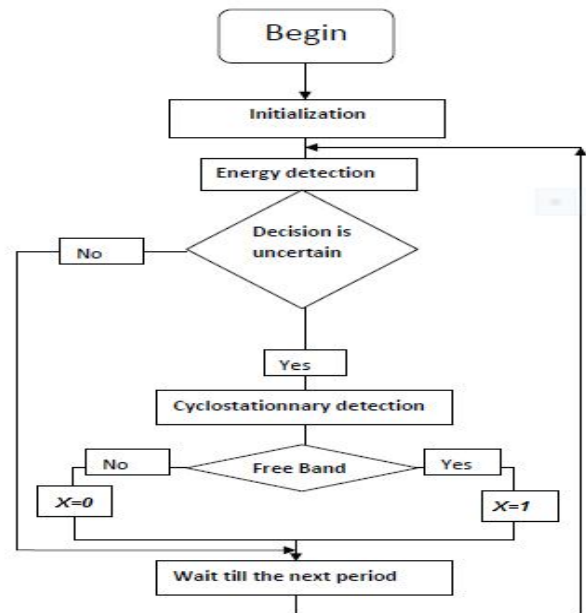 Begin
Initialization
Energy detection
Decision is
uncertain
No
Yes
Cyclostationnary detection
No
Free Band
Yes
X=0
X=1
Wait till the next period